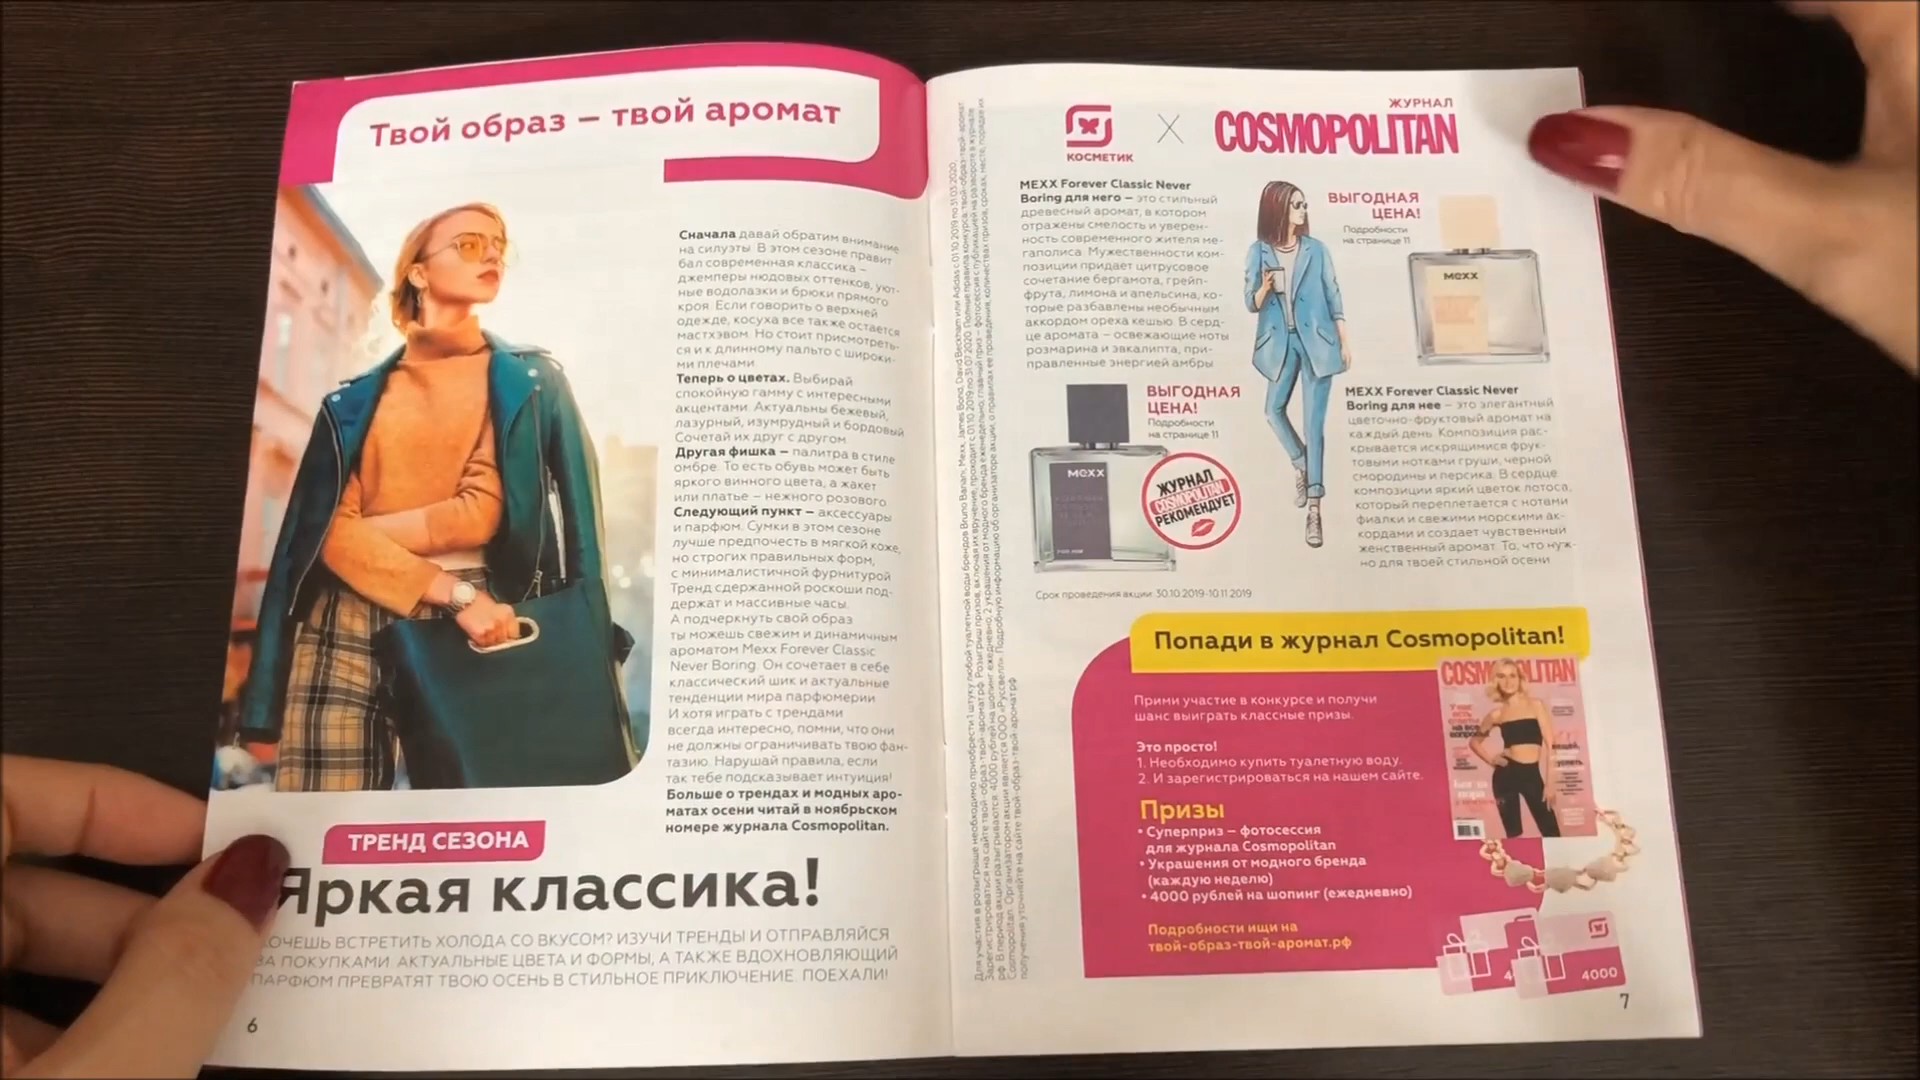 Твой образ – твой аромат
Сначала давай обратим внимание
на силуэты. В этом сезоне правит
бал современная классика –
джемперы нюдовых оттенков, уют-
ные водолазки и брюки прямого
кроя. Если говорить о верхней
одежде, косуха все также остается
мастхэвом. Но стоит присмотреть-
ся и к длинному пальто с широки-
ми плечами.
Теперь о цветах. Выбирай
спокойную гамму с интересными
акцентами. Актуальны бежевый,
лазурный, изумрудный и бордовый.
Сочетай их друг с другом.
Другая фишка – палитра в стиле
омбре. То есть обувь может быть
яркого винного цвета, а жакет
или платье – нежного розового.
Следующий пункт – аксессуары
и парфюм. Сумки в этом сезоне
лучше предпочесть в мягкой коже,
но строгих правильных форм,
с минималистичной фурнитурой.
Тренд сдержанной роскоши под-
держат и массивные часы.
А подчеркнуть свой образ
ты можешь свежим и динамичным
ароматом Mexx Forever Classic
Never Boring. Он сочетает в себе
классический шик и актуальные
тенденции мира парфюмерии.
И хотя играть с трендами
всегда интересно, помни, что они
не должны ограничивать твою фан-
тазию. Нарушай правила, если
так тебе подсказывает интуиция!
Больше о трендах и модных аро-
матах осени читай в ноябрьском
номере журнала Cosmopolitan.
ТРЕНД СЕЗОНА
Яркая классика!
ХОЧЕШЬ ВСТРЕТИТЬ ХОЛОДА СО ВКУСОМ? ИЗУЧИ ТРЕНДЫ И ОТПРАВЛЯЙСЯ
ЗА ПОКУПКАМИ. АКТУАЛЬНЫЕ ЦВЕТА И ФОРМЫ, А ТАКЖЕ ВДОХНОВЛЯЮЩИЙ
ПАРФЮМ ПРЕВРАТЯТ ТВОЮ ОСЕНЬ В СТИЛЬНОЕ ПРИКЛЮЧЕНИЕ. ПОЕХАЛИ!
6
КОСМЕТИК
ЖУРНАЛ
COSMOPOLITAN
MEXX Forever Classic Never
Boring для него – это стильный
древесный аромат, в котором
отражены смелость и уверен-
ность современного жителя ме-
гаполиса. Мужественности ком-
позиции придает цитрусовое
сочетание бергамота, грейп-
фрута, лимона и апельсина, ко-
торые разбавлены необычным
аккордом ореха кешью. В серд-
це аромата – освежающие ноты
розмарина и эвкалипта, при-
правленные энергией амбры
ВЫГОДНАЯ
ЦЕНА!
Подробности
на странице 11
MEXX
ВЫГОДНАЯ
ЦЕНА!
Подробности
на странице 11
MEXX
FOR HIM
ЖУРНАЛ
COSMOPOLITAN
РЕКОМЕНДУЕТ
MEXX Forever Classic Never
Boring для нее – это элегантный
цветочно-фруктовый аромат на
каждый день. Композиция рас-
крывается искрящимися фрук-
товыми нотками груши, черной
смородины и персика. В сердце
композиции яркий цветок лотоса,
который переплетается с нотами
фиалки и свежими морскими ак-
кордами и создает чувственный
женственный аромат. То, что нуж-
но для твоей стильной осени
Срок проведения акции: 30.10.2019-10.11.2019
Попади в журнал Cosmopolitan!
Прими участие в конкурсе и получи
шанс выиграть классные призы.
Это просто!
1. Необходимо купить туалетную воду.
2. И зарегистрироваться на нашем сайте.
Призы
• Суперприз – фотосессия
для журнала Cosmopolitan
• Украшения от модного бренда
(каждую неделю)
• 4000 рублей на шопинг (ежедневно)
Подробности ищи на
твой-образ-твой-аромат.рф
COSMOPOLITAN
4000
7